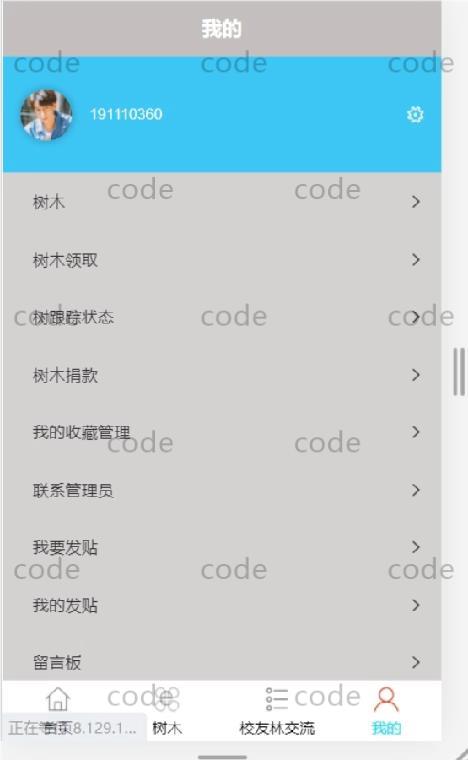 我的
code code code
191110360
code code
树木
树木领取
code code code
树跟踪状态
树木捐款
我的收藏管理
code code
联系管理员
我要发贴
code code code
我的发贴
留言板
code code
首页 树木 校友林交流 我的
正在等待8.129.1...